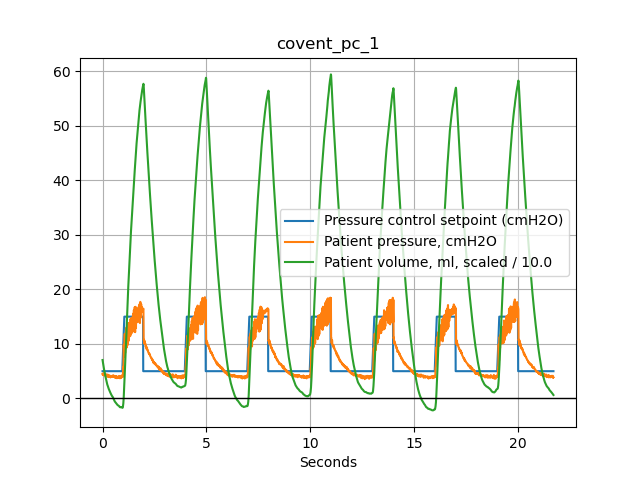 covent_pc_1
60
50
40
30
20
10
0
Pressure control setpoint (cmH2O)
Patient pressure, cmH2O
Patient volume, ml, scaled / 10.0
0 5 10 15 20
Seconds